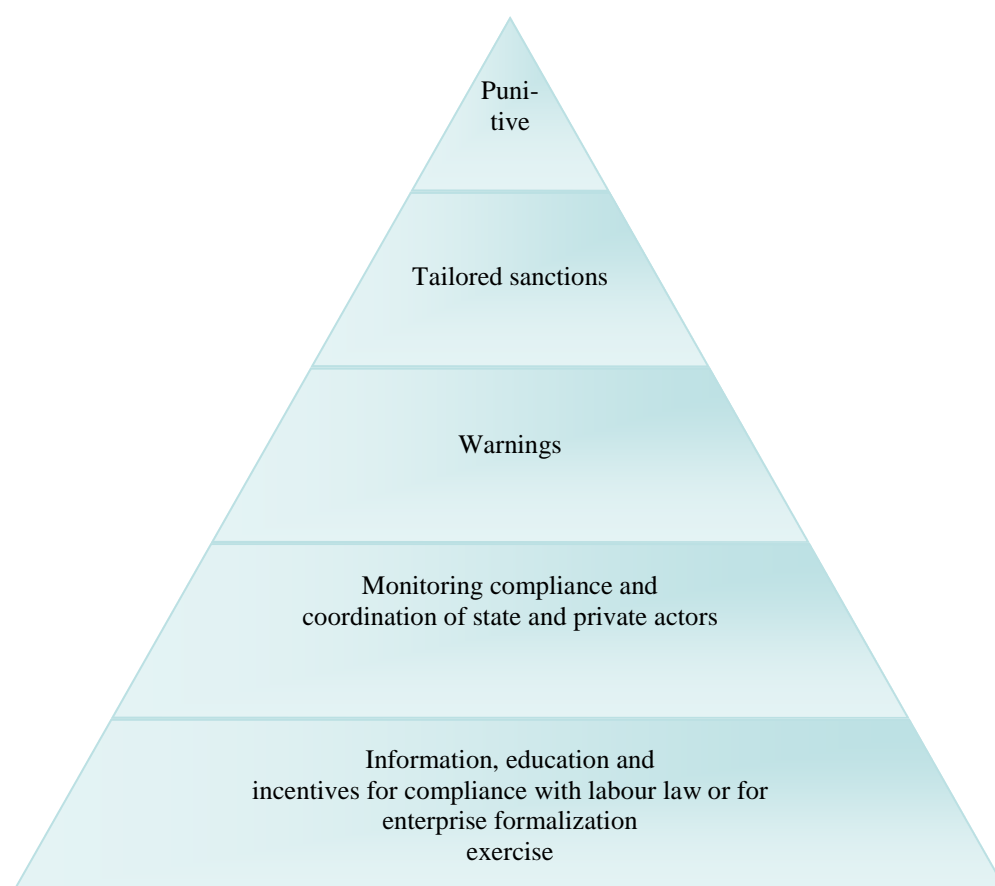 Puni-
tive
Tailored sanctions
Warnings
Monitoring compliance and
coordination of state and private actors
Information, education and
incentives for compliance with labour law or for
enterprise formalization
exercise